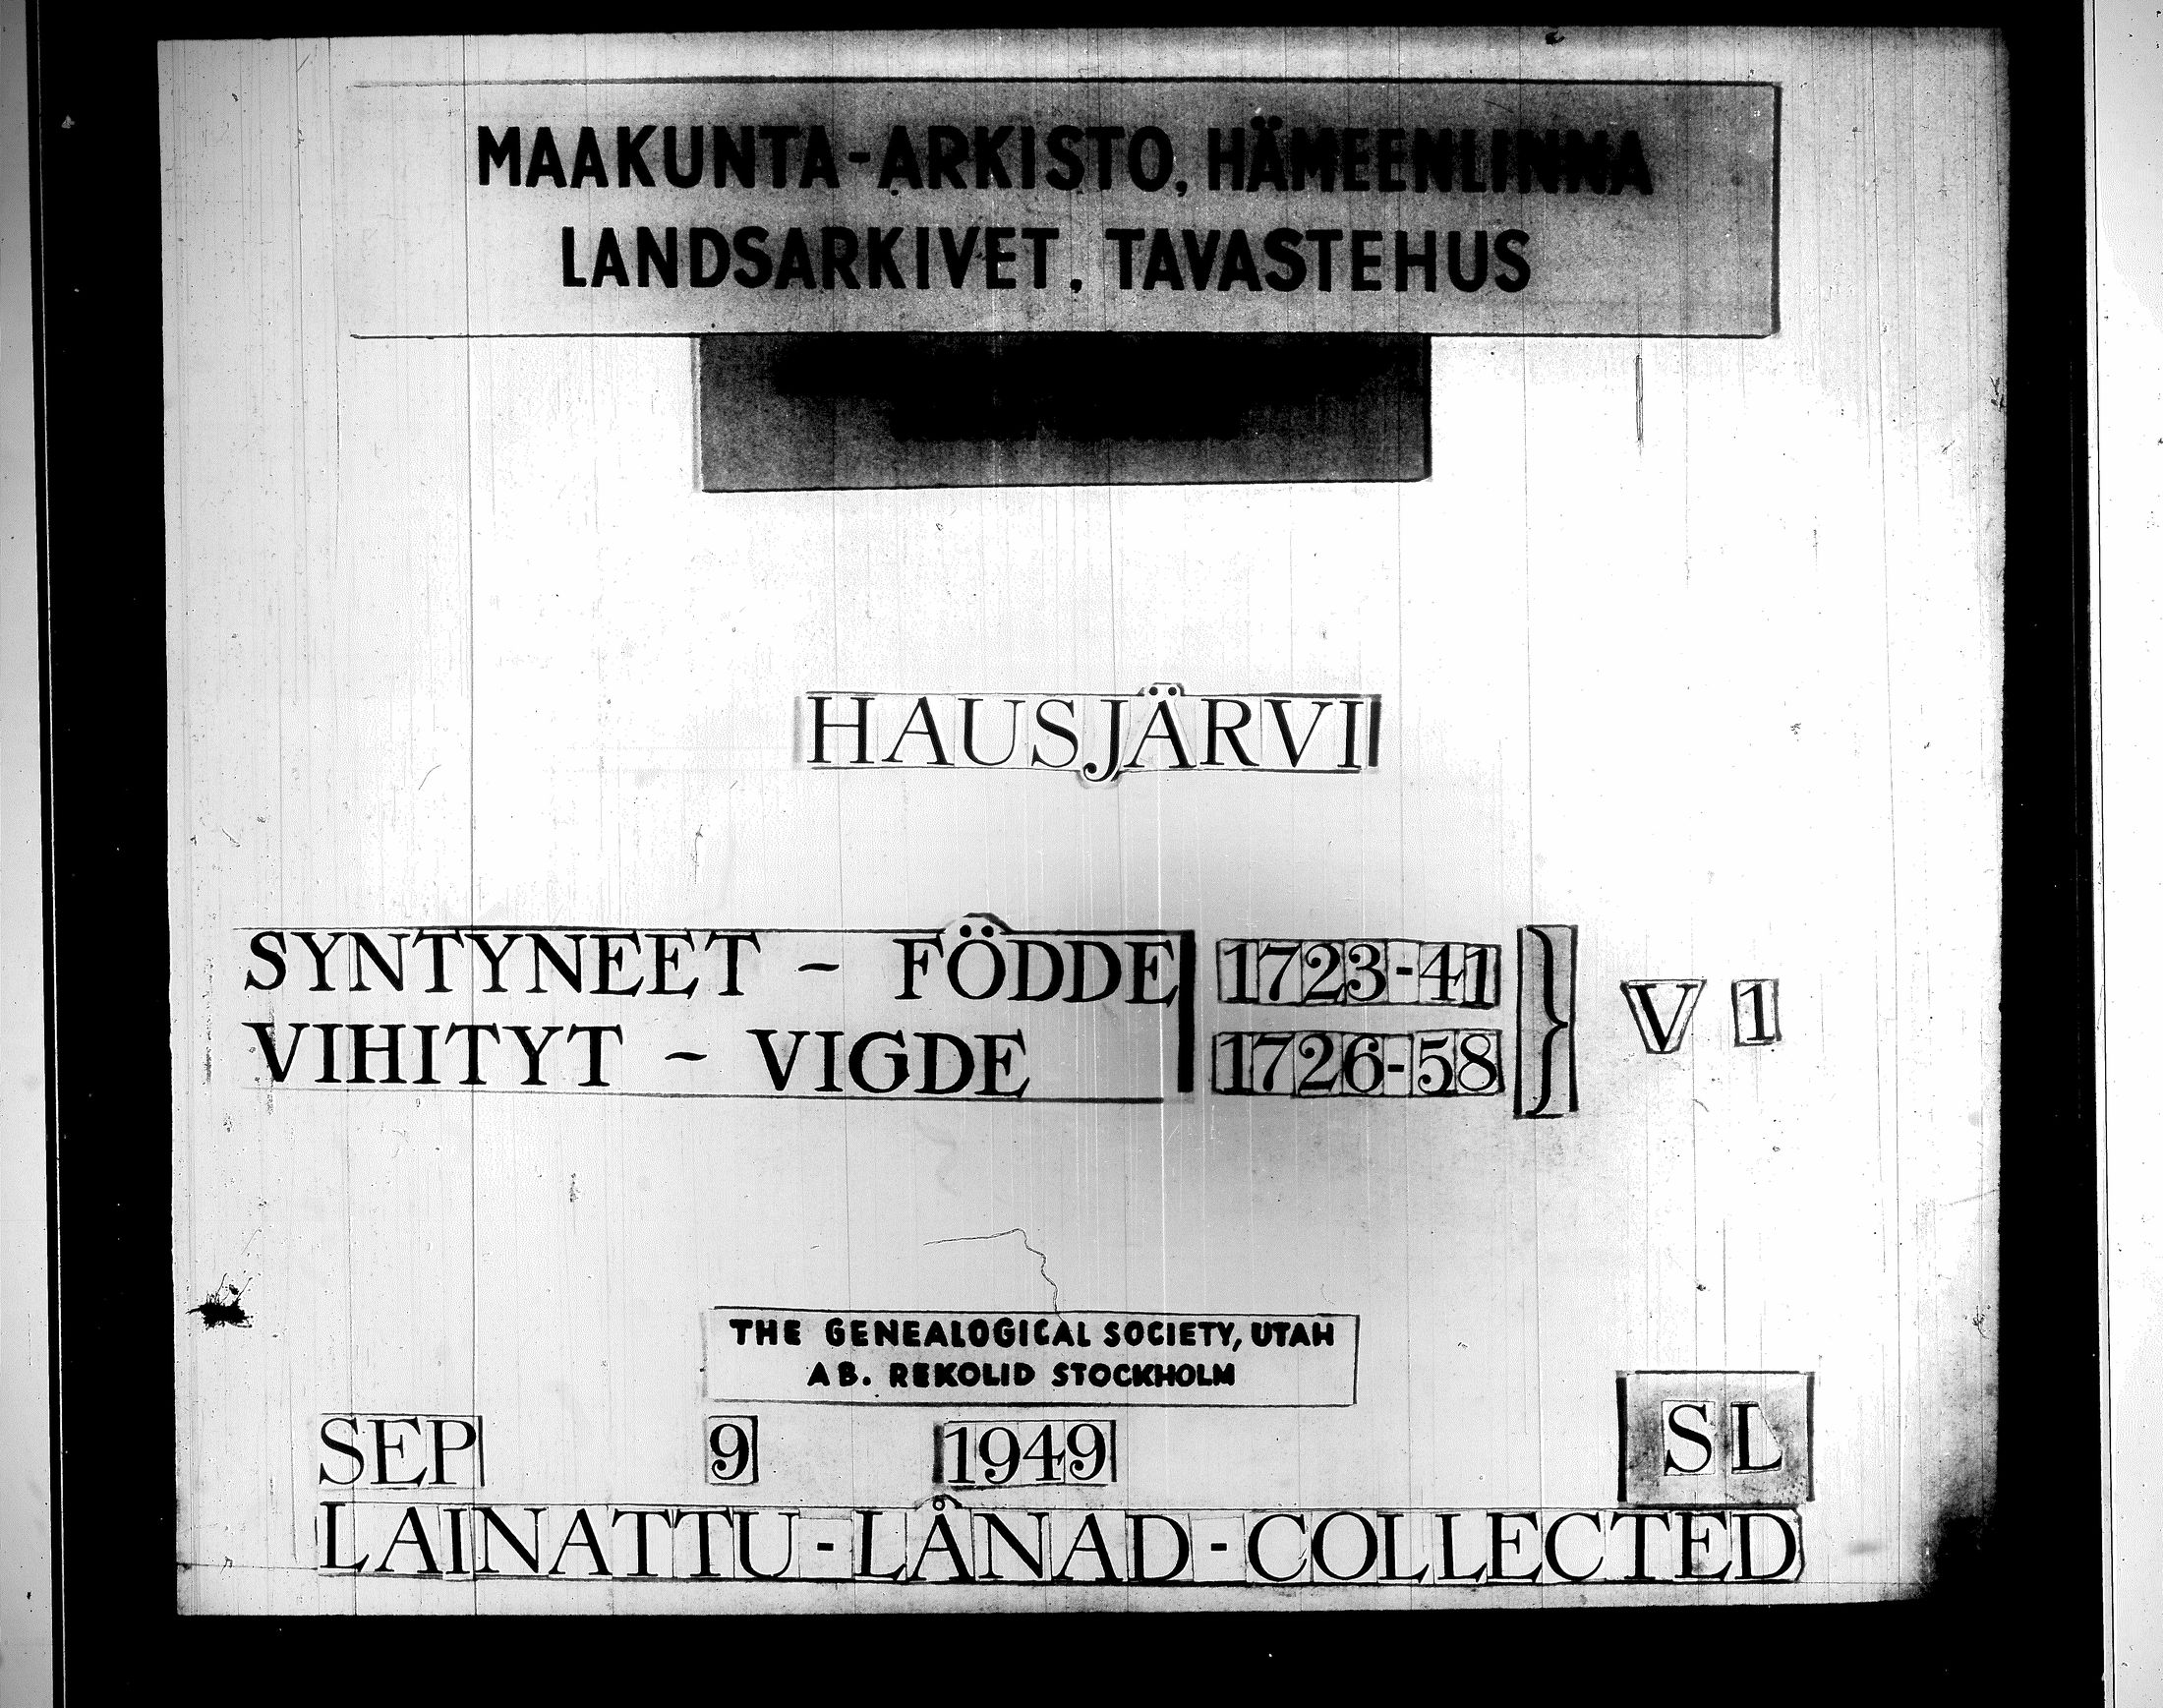 MAAKUNTA-ARKISTO, HÄMEENLINNA
LANDSARKIVET, TAVASTEHUS
HAUSJÄRVI
SYNTYNEET - FÖDDE 1723-41
VIHITYT - VIGDE 1726-58 } V 1
THE GENEALOGICAL SOCIETY, UTAH
AB. REKOLID STOCKHOLM
SEP 9 1949 SL
LAINATTU-LÅNAD-COLLECTED